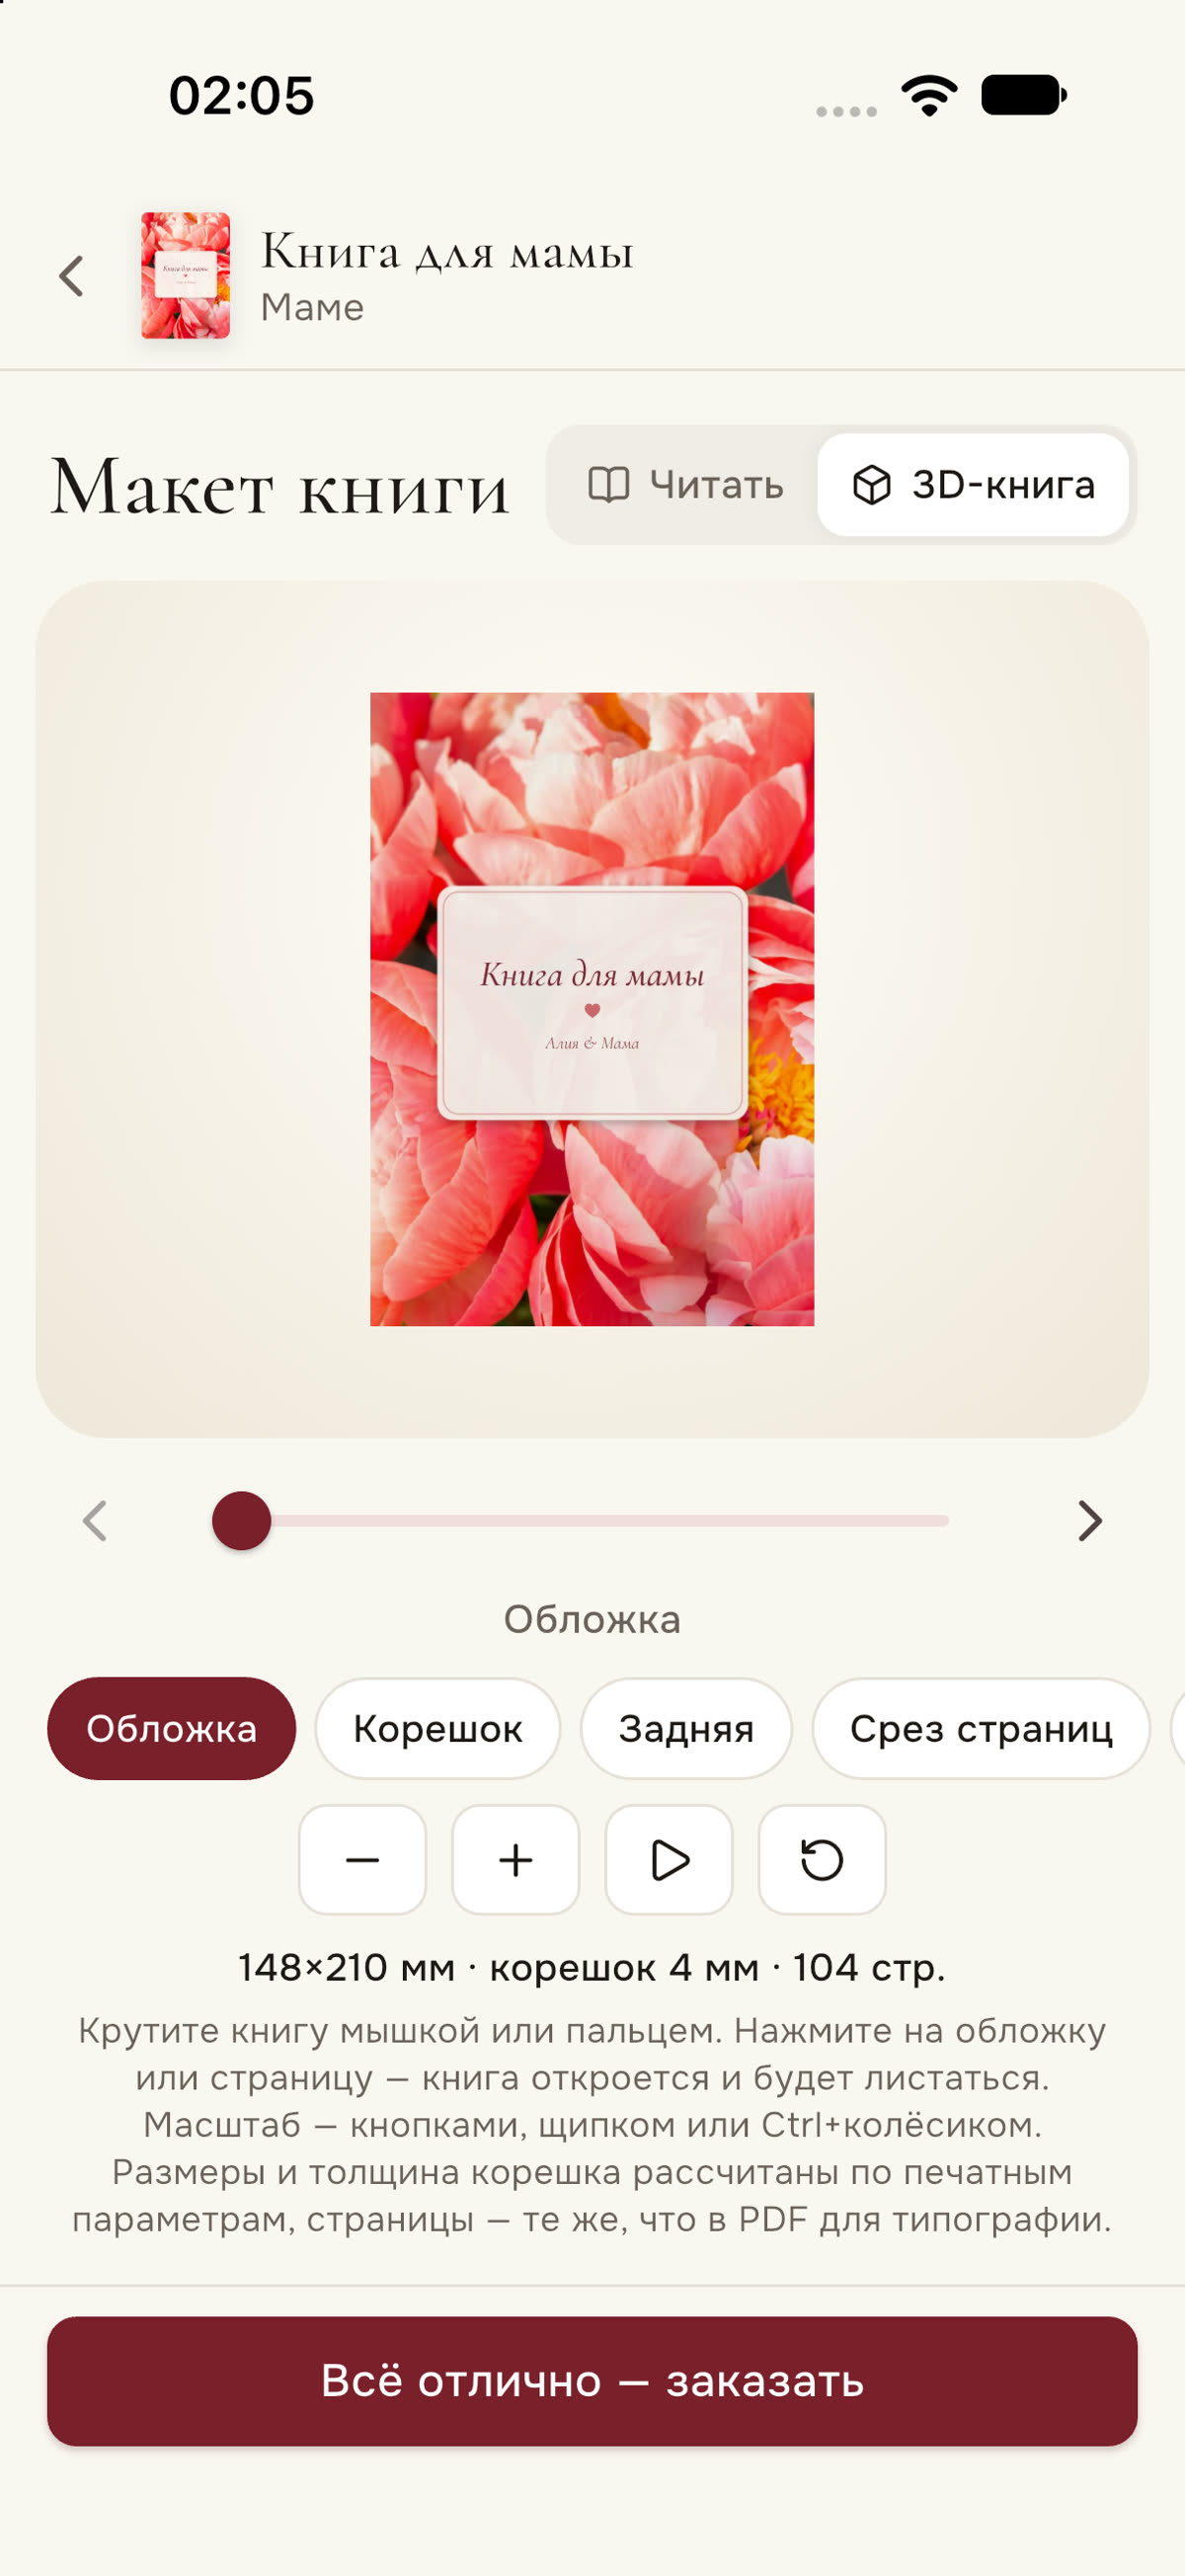 02:05
Книга для мамы
Маме
Макет книги
Читать
3D-книга
Книга для мамы
Алия & Мама
Обложка
Обложка
Корешок
Задняя
Срез страниц
148×210 мм · корешок 4 мм · 104 стр.
Крутите книгу мышкой или пальцем. Нажмите на обложку
или страницу — книга откроется и будет листаться.
Масштаб — кнопками, щипком или Ctrl+колёсиком.
Размеры и толщина корешка рассчитаны по печатным
параметрам, страницы — те же, что в PDF для типографии.
Всё отлично — заказать